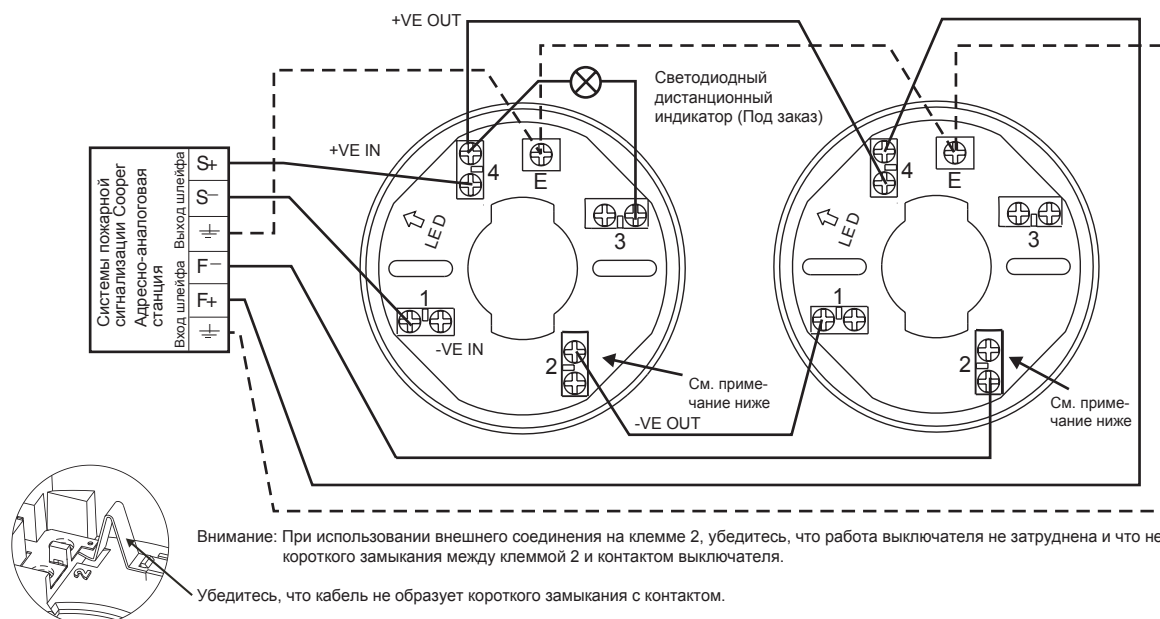 +VE OUT
Светодиодный
дистанционный
индикатор (Под заказ)
+VE IN
Системы пожарной
сигнализации Cooper
Адресно-аналоговая
станция
Выход шлейфа
Вход шлейфа
S+
S−
F−
F+
4
E
LED
3
1
-VE IN
2
См. приме-
чание ниже
-VE OUT
4
E
LED
3
1
2
См. приме-
чание ниже
2
Внимание: При использовании внешнего соединения на клемме 2, убедитесь, что работа выключателя не затруднена и что не
короткого замыкания между клеммой 2 и контактом выключателя.
Убедитесь, что кабель не образует короткого замыкания с контактом.